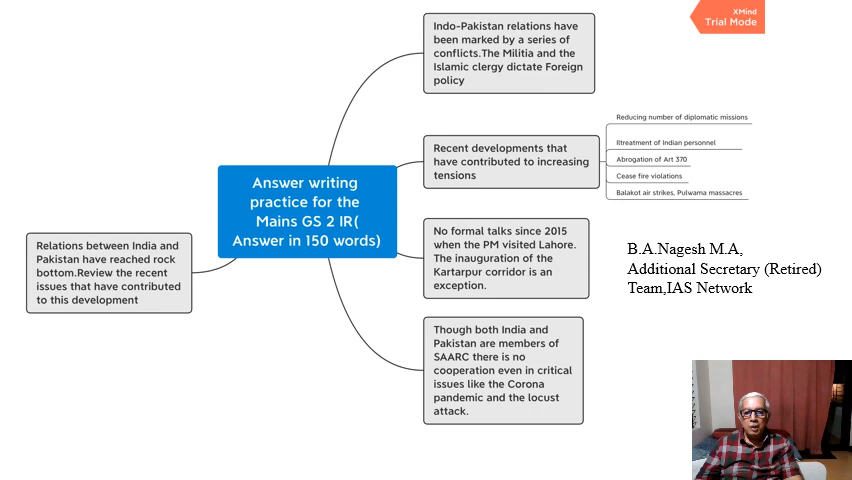 XMind
Trial Mode
Indo-Pakistan relations have
been marked by a series of
conflicts.The Militia and the
Islamic clergy dictate Foreign
policy
Recent developments that
have contributed to increasing
tensions
Reducing number of diplomatic missions
Iltreatment of Indian personnel
Abrogation of Art 370
Cease fire violations
Balakot air strikes, Pulwama massacres
Answer writing
practice for the
Mains GS 2 IR(
Answer in 150 words)
Relations between India and
Pakistan have reached rock
bottom.Review the recent
issues that have contributed
to this development
No formal talks since 2015
when the PM visited Lahore.
The inauguration of the
Kartarpur corridor is an
exception.
B.A.Nagesh M.A,
Additional Secretary (Retired)
Team,IAS Network
Though both India and
Pakistan are members of
SAARC there is no
cooperation even in critical
issues like the Corona
pandemic and the locust
attack.